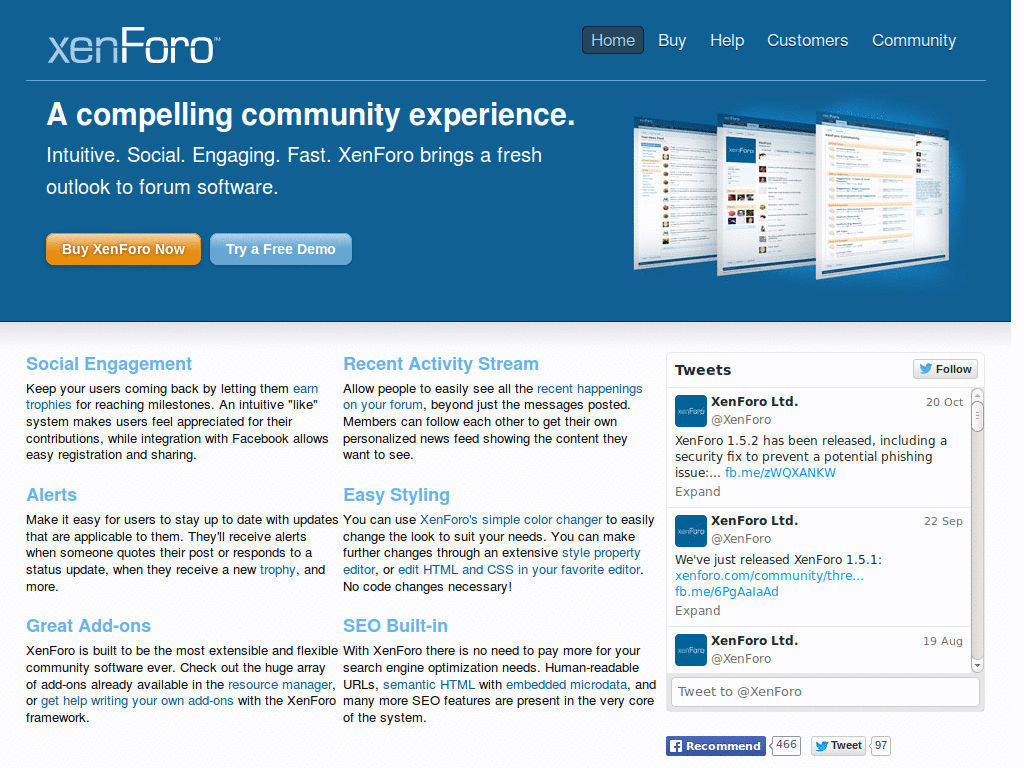 xenForo™
Home
Buy
Help
Customers
Community
A compelling community experience.
Intuitive. Social. Engaging. Fast. XenForo brings a fresh
outlook to forum software.
Buy XenForo Now
Try a Free Demo
Social Engagement
Keep your users coming back by letting them earn
trophies for reaching milestones. An intuitive "like"
system makes users feel appreciated for their
contributions, while integration with Facebook allows
easy registration and sharing.
Recent Activity Stream
Allow people to easily see all the recent happenings
on your forum, beyond just the messages posted.
Members can follow each other to get their own
personalized news feed showing the content they
want to see.
Alerts
Make it easy for users to stay up to date with updates
that are applicable to them. They'll receive alerts
when someone quotes their post or responds to a
status update, when they receive a new trophy, and
more.
Easy Styling
You can use XenForo's simple color changer to easily
change the look to suit your needs. You can make
further changes through an extensive style property
editor, or edit HTML and CSS in your favorite editor.
No code changes necessary!
Great Add-ons
XenForo is built to be the most extensible and flexible
community software ever. Check out the huge array
of add-ons already available in the resource manager,
or get help writing your own add-ons with the XenForo
framework.
SEO Built-in
With XenForo there is no need to pay more for your
search engine optimization needs. Human-readable
URLs, semantic HTML with embedded microdata, and
many more SEO features are present in the very core
of the system.
Tweets
Follow
XenForo Ltd.
20 Oct
@XenForo
XenForo 1.5.2 has been released, including a
security fix to prevent a potential phishing
issue:... fb.me/zWQXANKW
Expand
XenForo Ltd.
22 Sep
@XenForo
We've just released XenForo 1.5.1:
xenforo.com/community/thre...
fb.me/6PgAaIaAd
Expand
XenForo Ltd.
19 Aug
@XenForo
Tweet to @XenForo
Recommend
466
Tweet
97